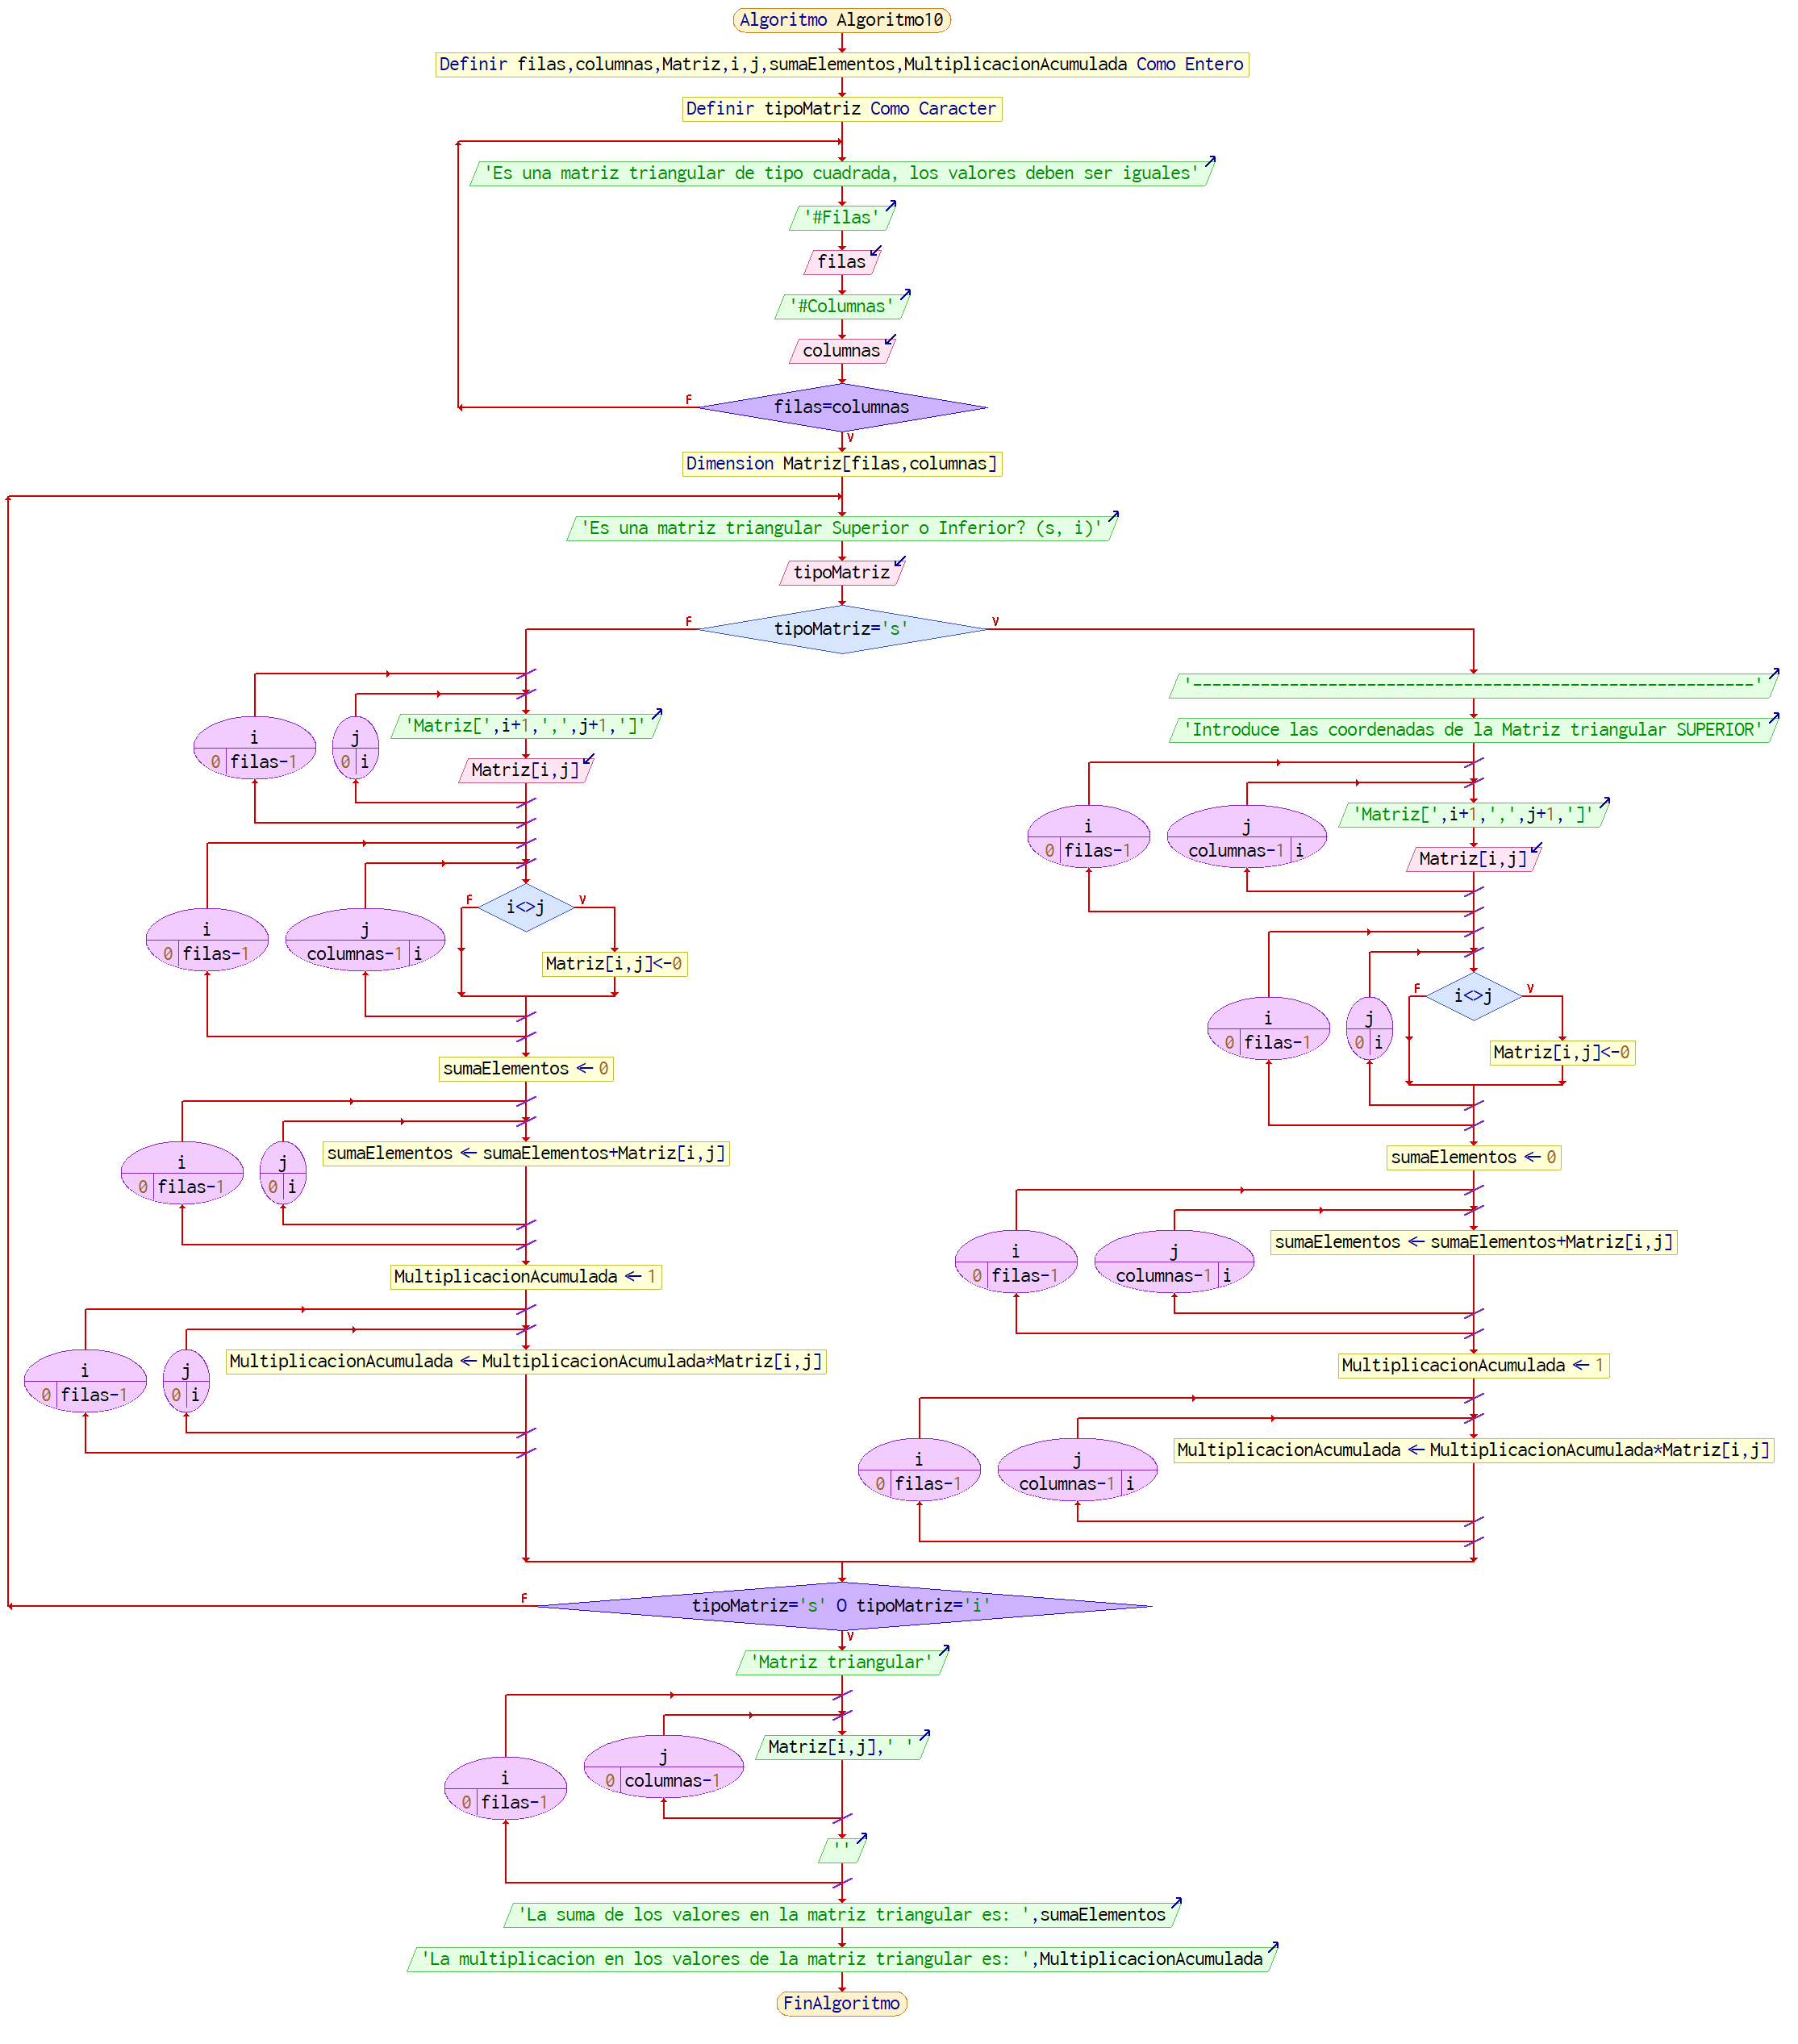 Algoritmo Algoritmo10
Definir filas,columnas,Matriz,i,j,sumaElementos,MultiplicacionAcumulada Como Entero
Definir tipoMatriz Como Caracter
'Es una matriz triangular de tipo cuadrada, los valores deben ser iguales'
'#Filas'
filas
'#Columnas'
columnas
F
filas=columnas
V
Dimension Matriz[filas,columnas]
'Es una matriz triangular Superior o Inferior? (s, i)'
tipoMatriz
F
tipoMatriz='s'
V
i
0 filas-1
j
0 i
'Matriz[',i+1,',',j+1,']'
Matriz[i,j]
i
0 filas-1
j
columnas-1 i
F
i<>j
V
Matriz[i,j]<-0
sumaElementos ← 0
i
0 filas-1
j
0 i
sumaElementos ← sumaElementos+Matriz[i,j]
MultiplicacionAcumulada ← 1
i
0 filas-1
j
0 i
MultiplicacionAcumulada ← MultiplicacionAcumulada*Matriz[i,j]
'----------------------------------------------------------'
'Introduce las coordenadas de la Matriz triangular SUPERIOR'
i
0 filas-1
j
columnas-1 i
'Matriz[',i+1,',',j+1,']'
Matriz[i,j]
i
0 filas-1
j
0 i
F
i<>j
V
Matriz[i,j]<-0
sumaElementos ← 0
i
0 filas-1
j
columnas-1 i
sumaElementos ← sumaElementos+Matriz[i,j]
MultiplicacionAcumulada ← 1
i
0 filas-1
j
columnas-1 i
MultiplicacionAcumulada ← MultiplicacionAcumulada*Matriz[i,j]
F
tipoMatriz='s' O tipoMatriz='i'
V
'Matriz triangular'
i
0 filas-1
j
0 columnas-1
Matriz[i,j],' '
''
'La suma de los valores en la matriz triangular es: ',sumaElementos
'La multiplicacion en los valores de la matriz triangular es: ',MultiplicacionAcumulada
FinAlgoritmo